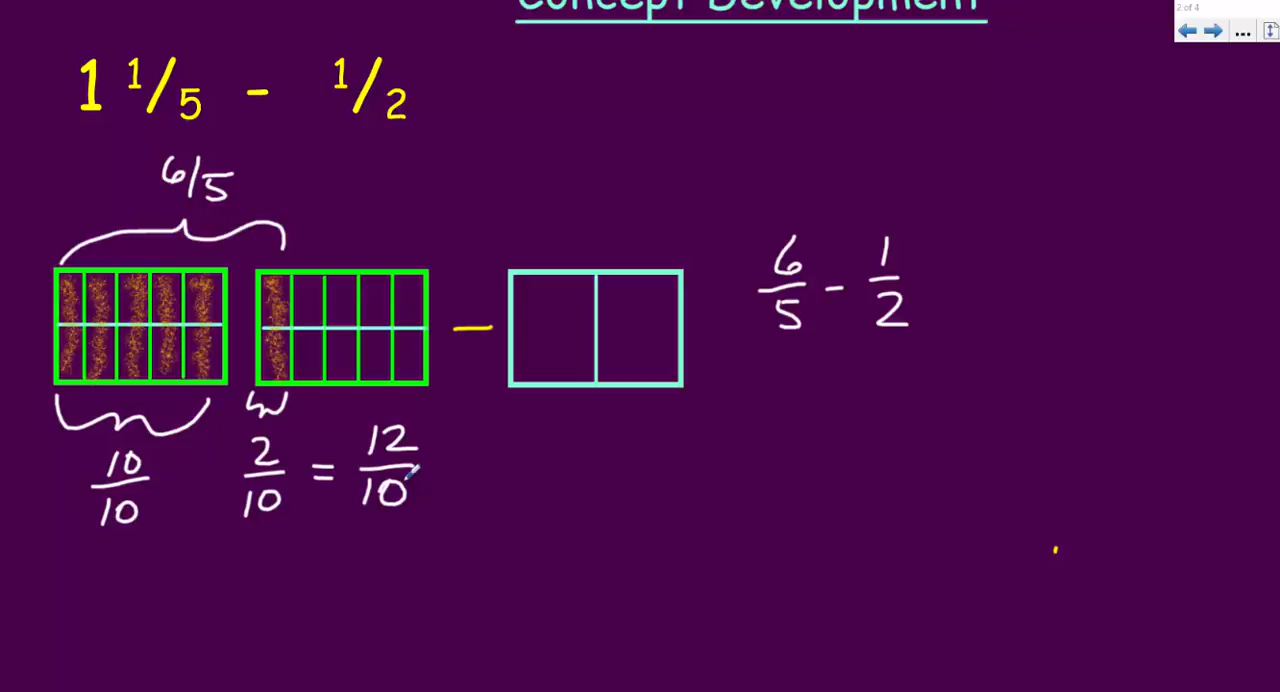 Concept Development
2 of 4
1 1/5 - 1/2
6/5
6/5 - 1/2
10/10 2/10 = 12/10